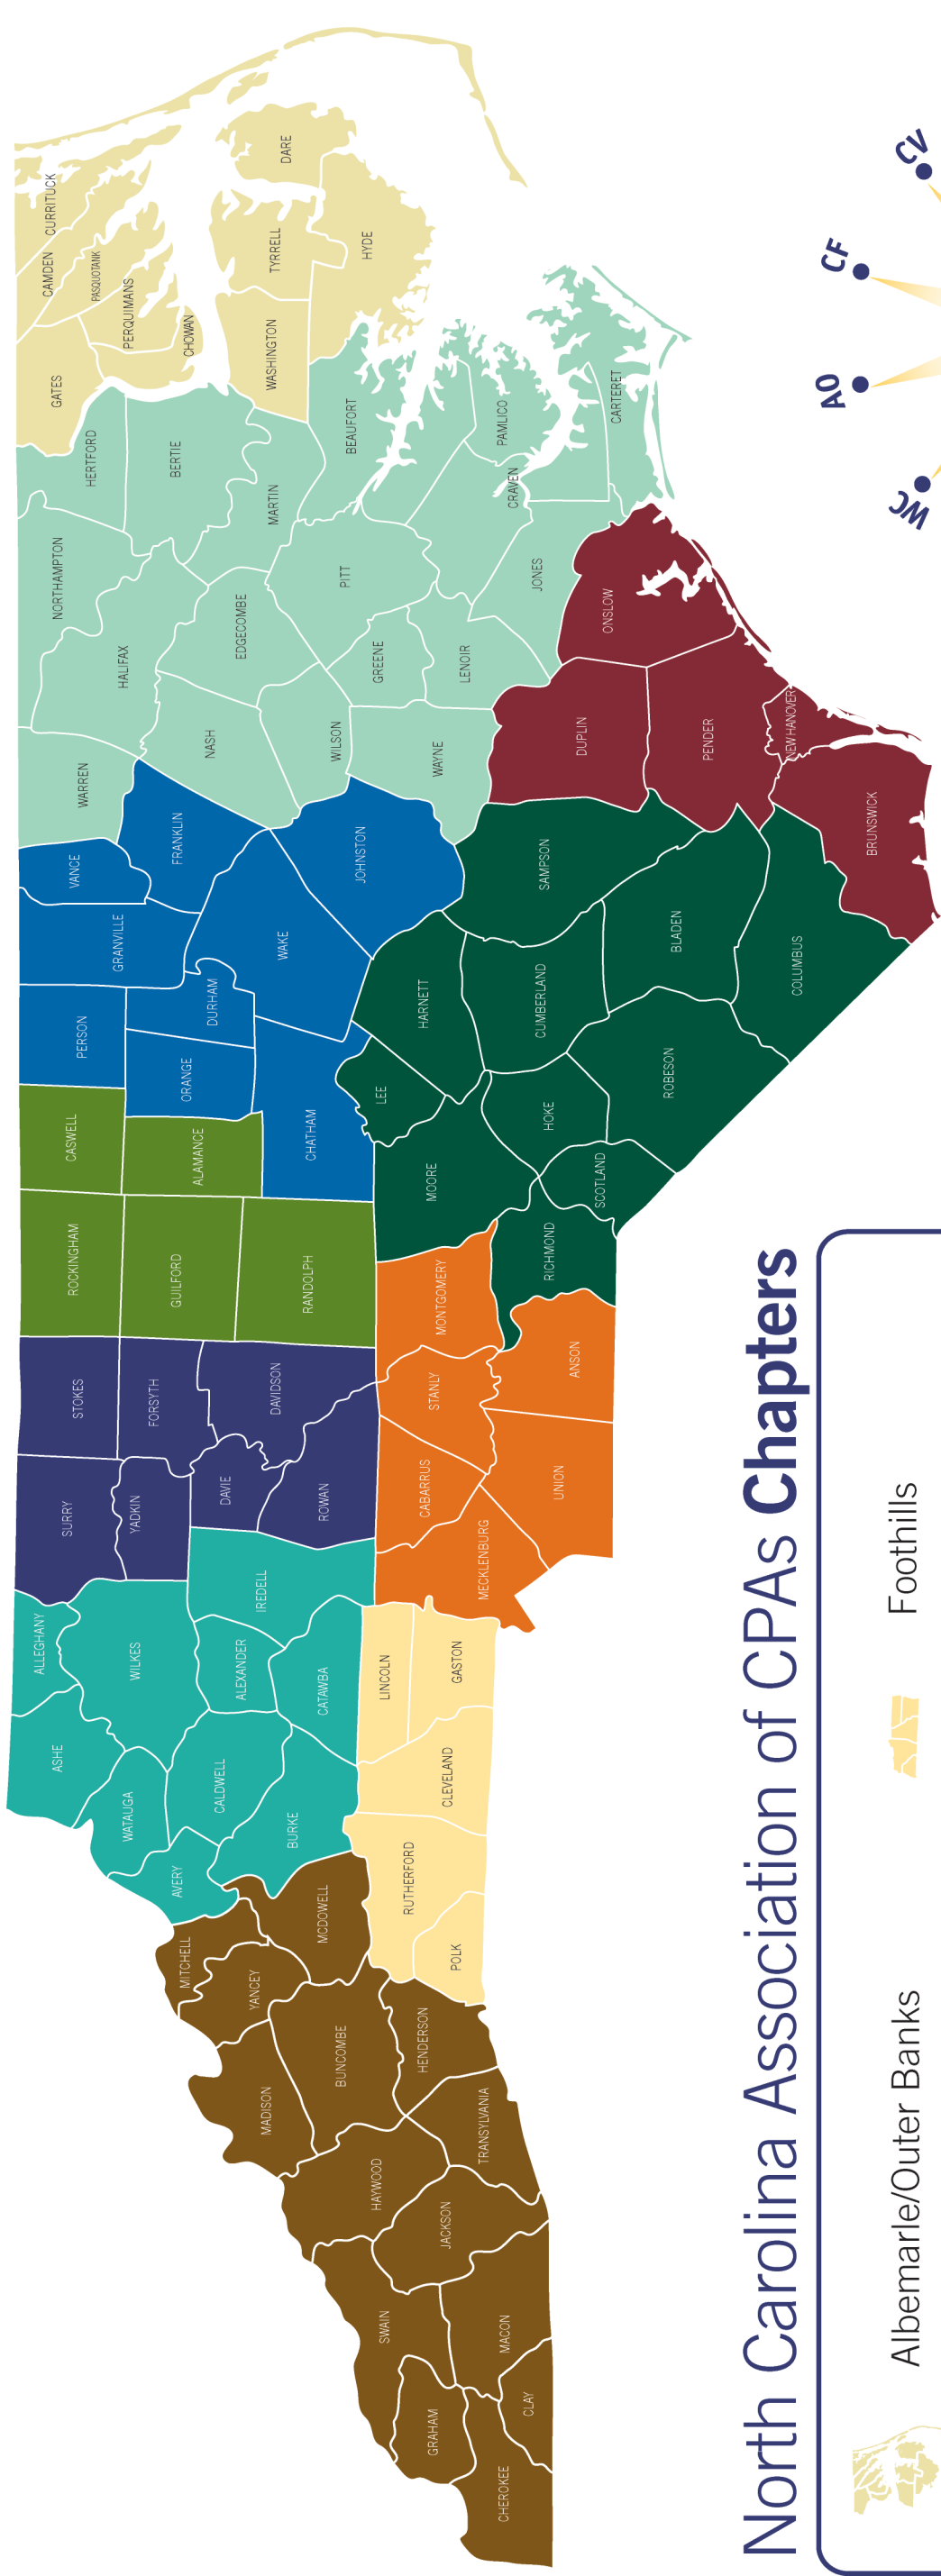 CHEROKEE
GRAHAM
CLAY
SWAIN
MACON
JACKSON
HAYWOOD
TRANSYLVANIA
MADISON
BUNCOMBE
HENDERSON
YANCEY
MITCHELL
MCDOWELL
POLK
RUTHERFORD
AVERY
BURKE
WATAUGA
CALDWELL
CLEVELAND
ASHE
CATAWBA
ALEXANDER
WILKES
LINCOLN
GASTON
ALLEGHANY
IREDELL
MECKLENBURG
SURRY
YADKIN
DAVIE
ROWAN
CABARRUS
UNION
STOKES
FORSYTH
DAVIDSON
STANLY
ANSON
ROCKINGHAM
GUILFORD
RANDOLPH
MONTGOMERY
RICHMOND
CASWELL
ALAMANCE
CHATHAM
MOORE
SCOTLAND
HOKE
LEE
PERSON
ORANGE
DURHAM
HARNETT
CUMBERLAND
ROBESON
GRANVILLE
WAKE
BLADEN
COLUMBUS
VANCE
FRANKLIN
JOHNSTON
SAMPSON
BRUNSWICK
WARREN
NASH
WILSON
WAYNE
DUPLIN
PENDER
NEW HANOVER
HALIFAX
EDGECOMBE
GREENE
LENOIR
ONSLOW
NORTHAMPTON
PITT
JONES
MARTIN
HERTFORD
BERTIE
BEAUFORT
CRAVEN
PAMLICO
CARTERET
GATES
CHOWAN
WASHINGTON
PERQUIMANS
PASQUOTANK
CAMDEN
CURRITUCK
TYRRELL
HYDE
DARE
North Carolina Association of CPAs Chapters
Albemarle/Outer Banks
Foothills
WC
AO
CF
CV